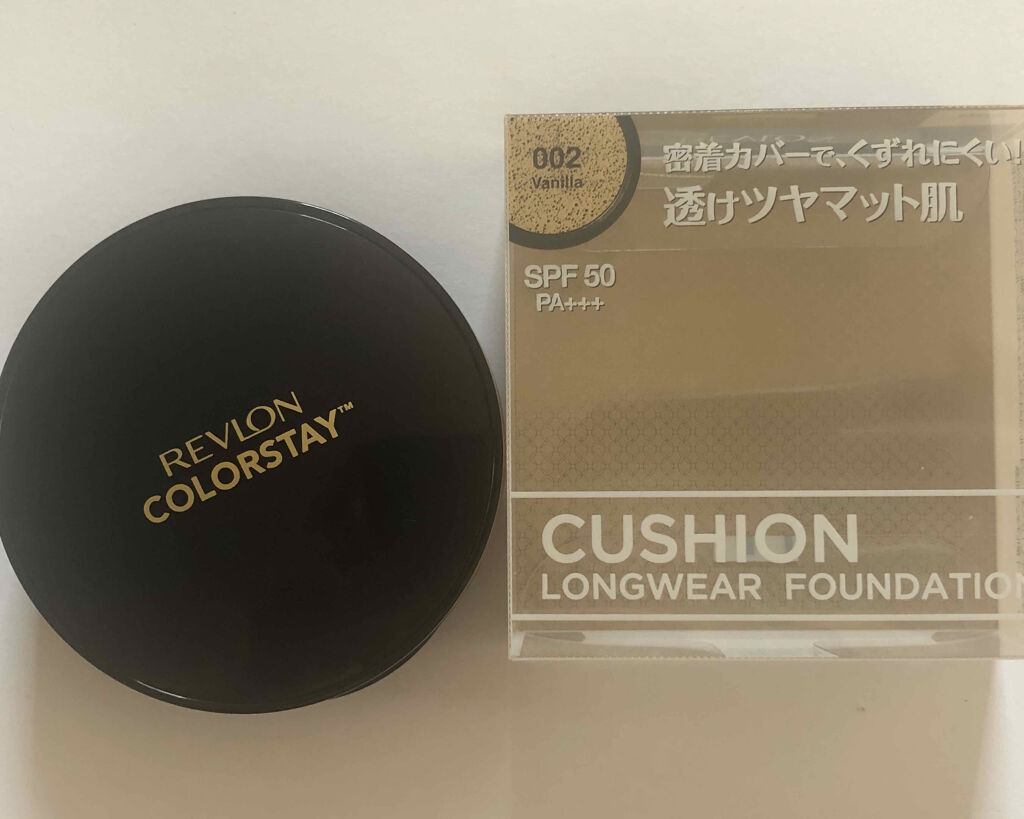 REVLON
COLORSTAY™
002
Vanilla
密着カバーで、くずれにくい!
透けツヤマット肌
SPF 50
PA+++
CUSHION
LONGWEAR FOUNDATION